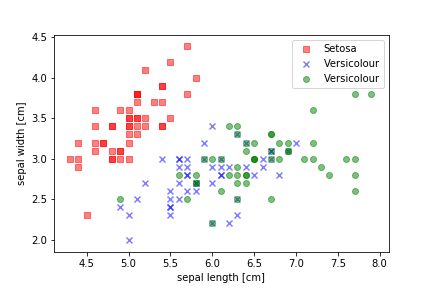 4.5
4.0
3.5
3.0
2.5
2.0
sepal width [cm]
Setosa
Versicolour
Versicolour
4.5 5.0 5.5 6.0 6.5 7.0 7.5 8.0
sepal length [cm]